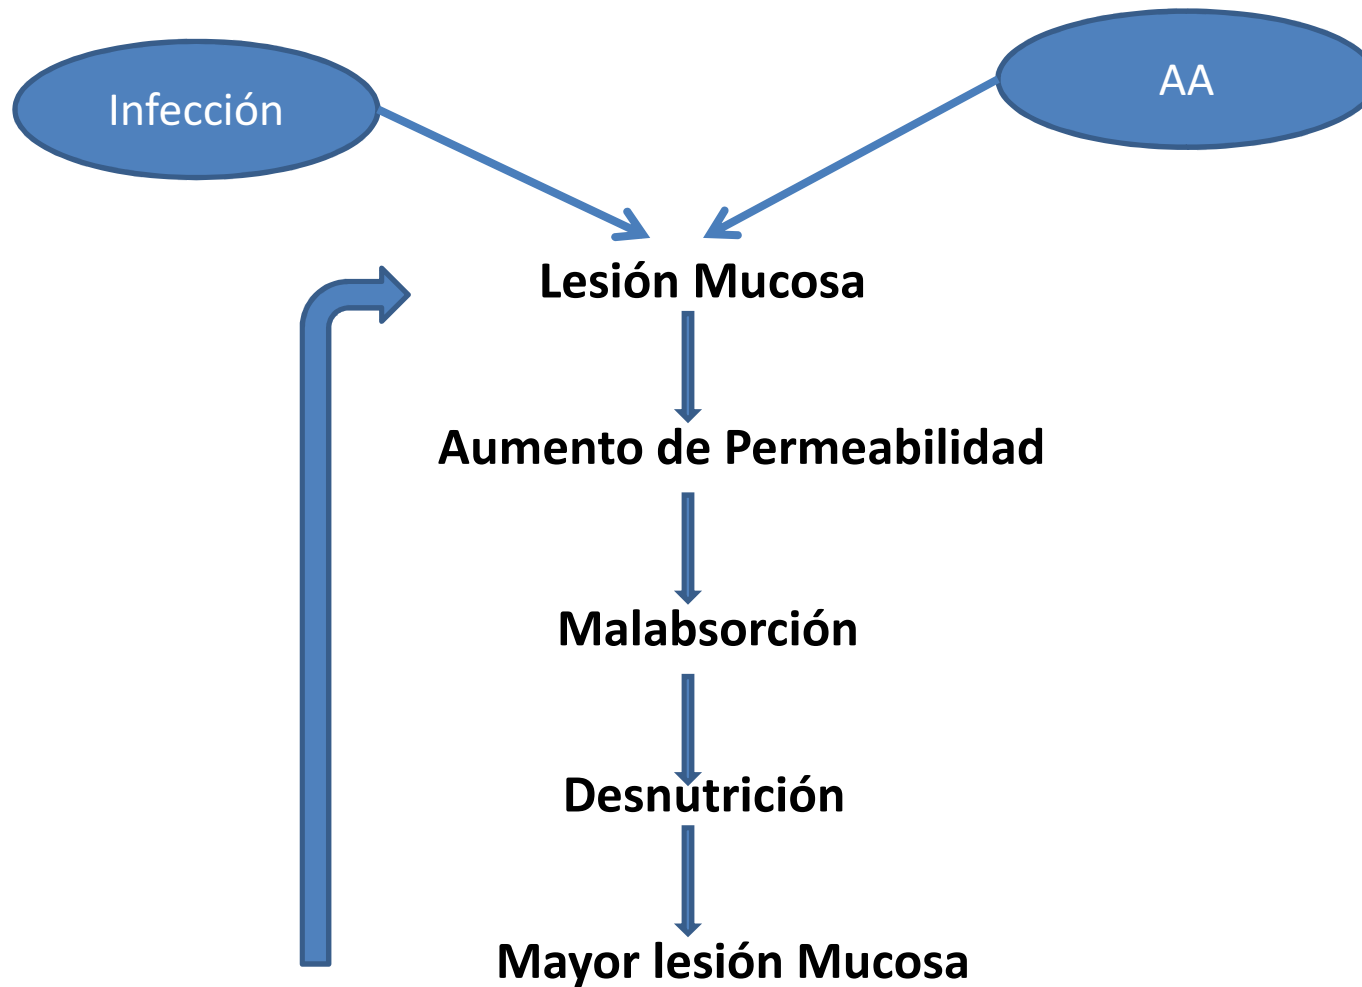 Infección
AA
Lesión Mucosa
Aumento de Permeabilidad
Malabsorción
Desnutrición
Mayor lesión Mucosa